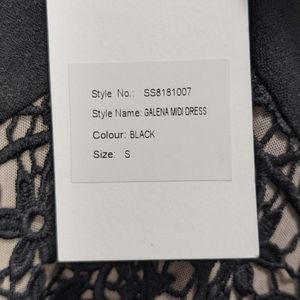 Style No.: SS8181007
Style Name: GALENA MIDI DRESS
Colour: BLACK
Size: S